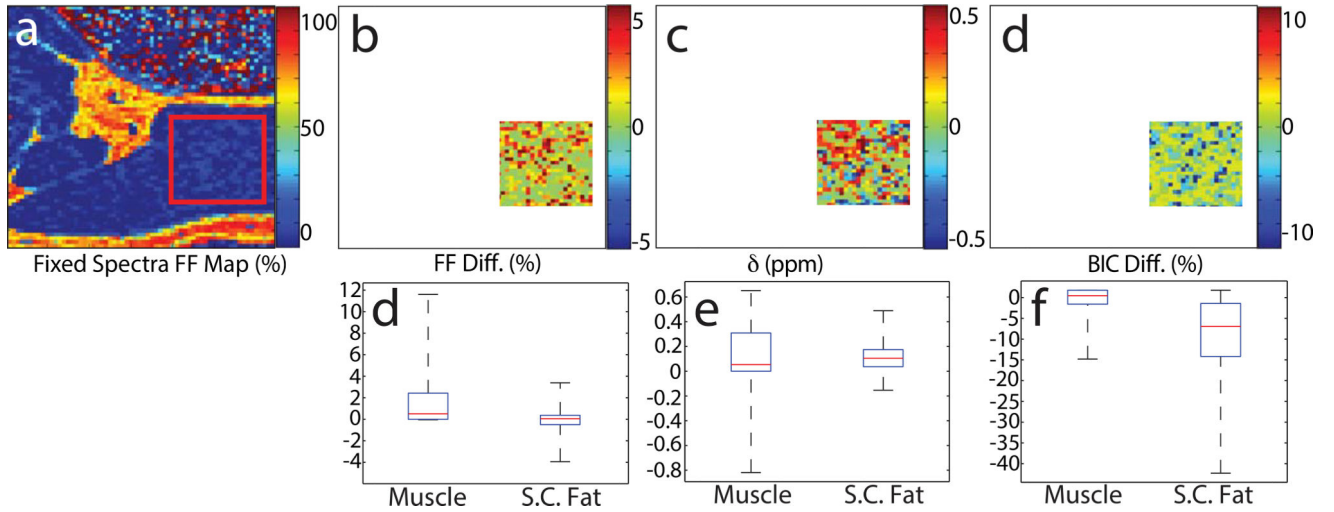 a
100
50
0
Fixed Spectra FF Map (%)
b
5
0
-5
FF Diff. (%)
c
0.5
0
-0.5
δ (ppm)
d
10
0
-10
BIC Diff. (%)
d
12
10
8
6
4
2
0
-2
-4
Muscle S.C. Fat
e
0.6
0.4
0.2
0
-0.2
-0.4
-0.6
-0.8
Muscle S.C. Fat
f
0
-5
-10
-15
-20
-25
-30
-35
-40
Muscle S.C. Fat